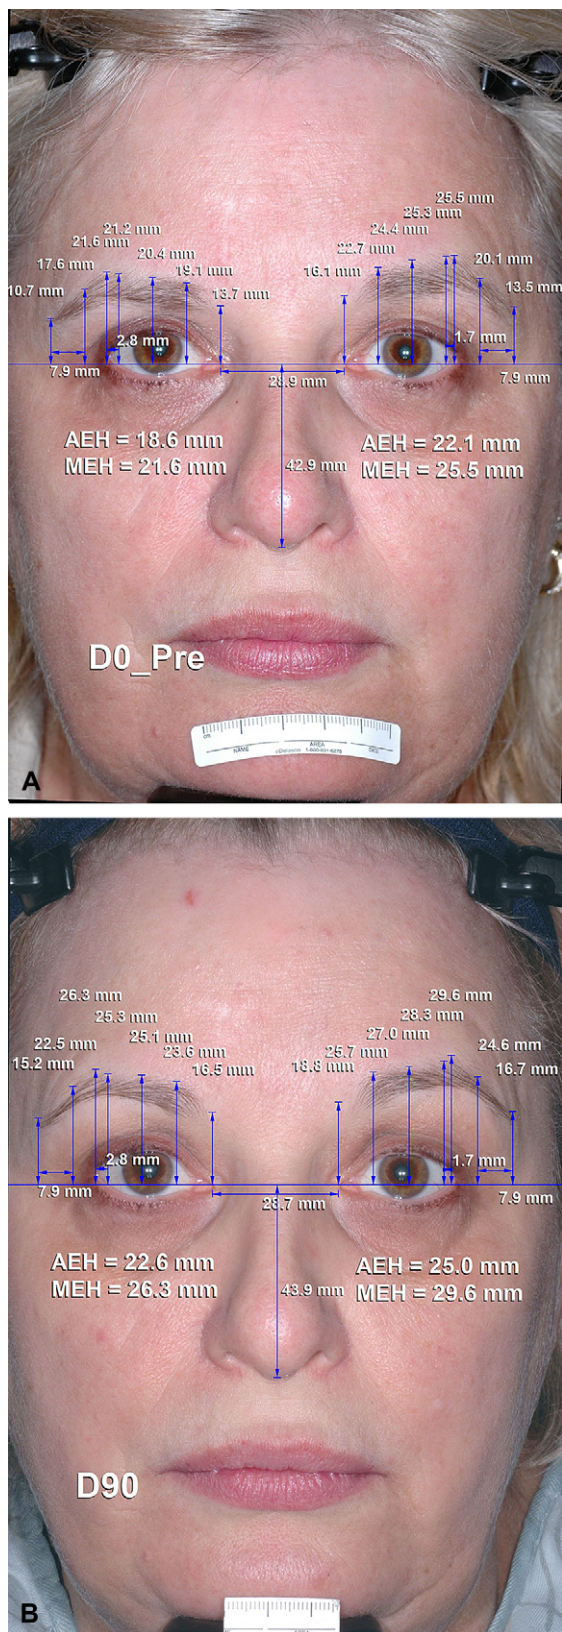 25.5 mm
21.2 mm 25.3 mm
21.6 mm 24.4 mm
20.4 mm 22.7 mm 20.1 mm
17.6 mm 19.1 mm 16.1 mm
10.7 mm 13.7 mm 13.5 mm
2.8 mm 1.7 mm
7.9 mm 28.9 mm 7.9 mm
AEH = 18.6 mm AEH = 22.1 mm
MEH = 21.6 mm 42.9 mm MEH = 25.5 mm
D0_Pre
cm
NAME AREA
A
26.3 mm 29.6 mm
25.3 mm 28.3 mm
25.1 mm 27.0 mm
22.5 mm 23.6 mm 25.7 mm 24.6 mm
15.2 mm 16.5 mm 18.8 mm 16.7 mm
2.8 mm 1.7 mm
7.9 mm 28.7 mm 7.9 mm
AEH = 22.6 mm AEH = 25.0 mm
MEH = 26.3 mm 43.9 mm MEH = 29.6 mm
D90
B